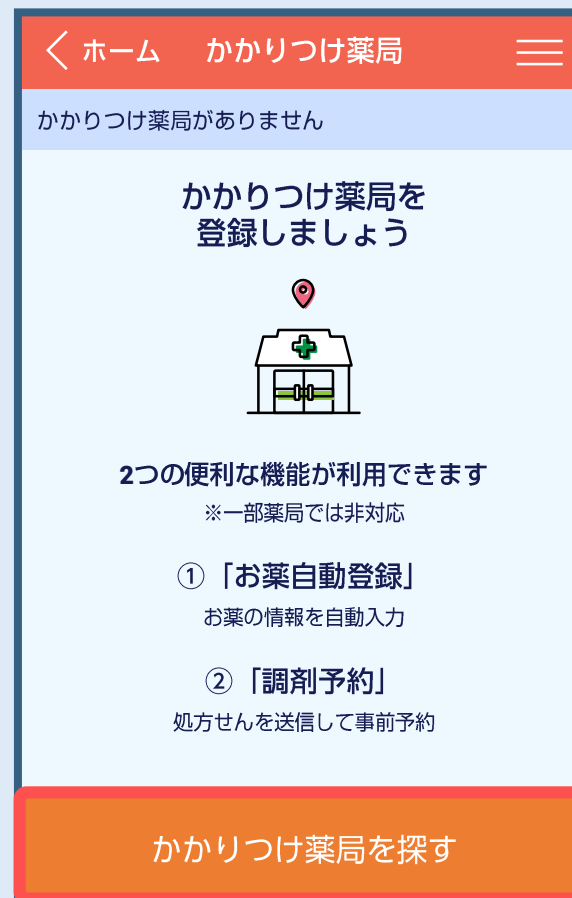 ホーム かかりつけ薬局
かかりつけ薬局がありません
かかりつけ薬局を
登録しましょう
2つの便利な機能が利用できます
※一部薬局では非対応
①「お薬自動登録」
お薬の情報を自動入力
②「調剤予約」
処方せんを送信して事前予約
かかりつけ薬局を探す